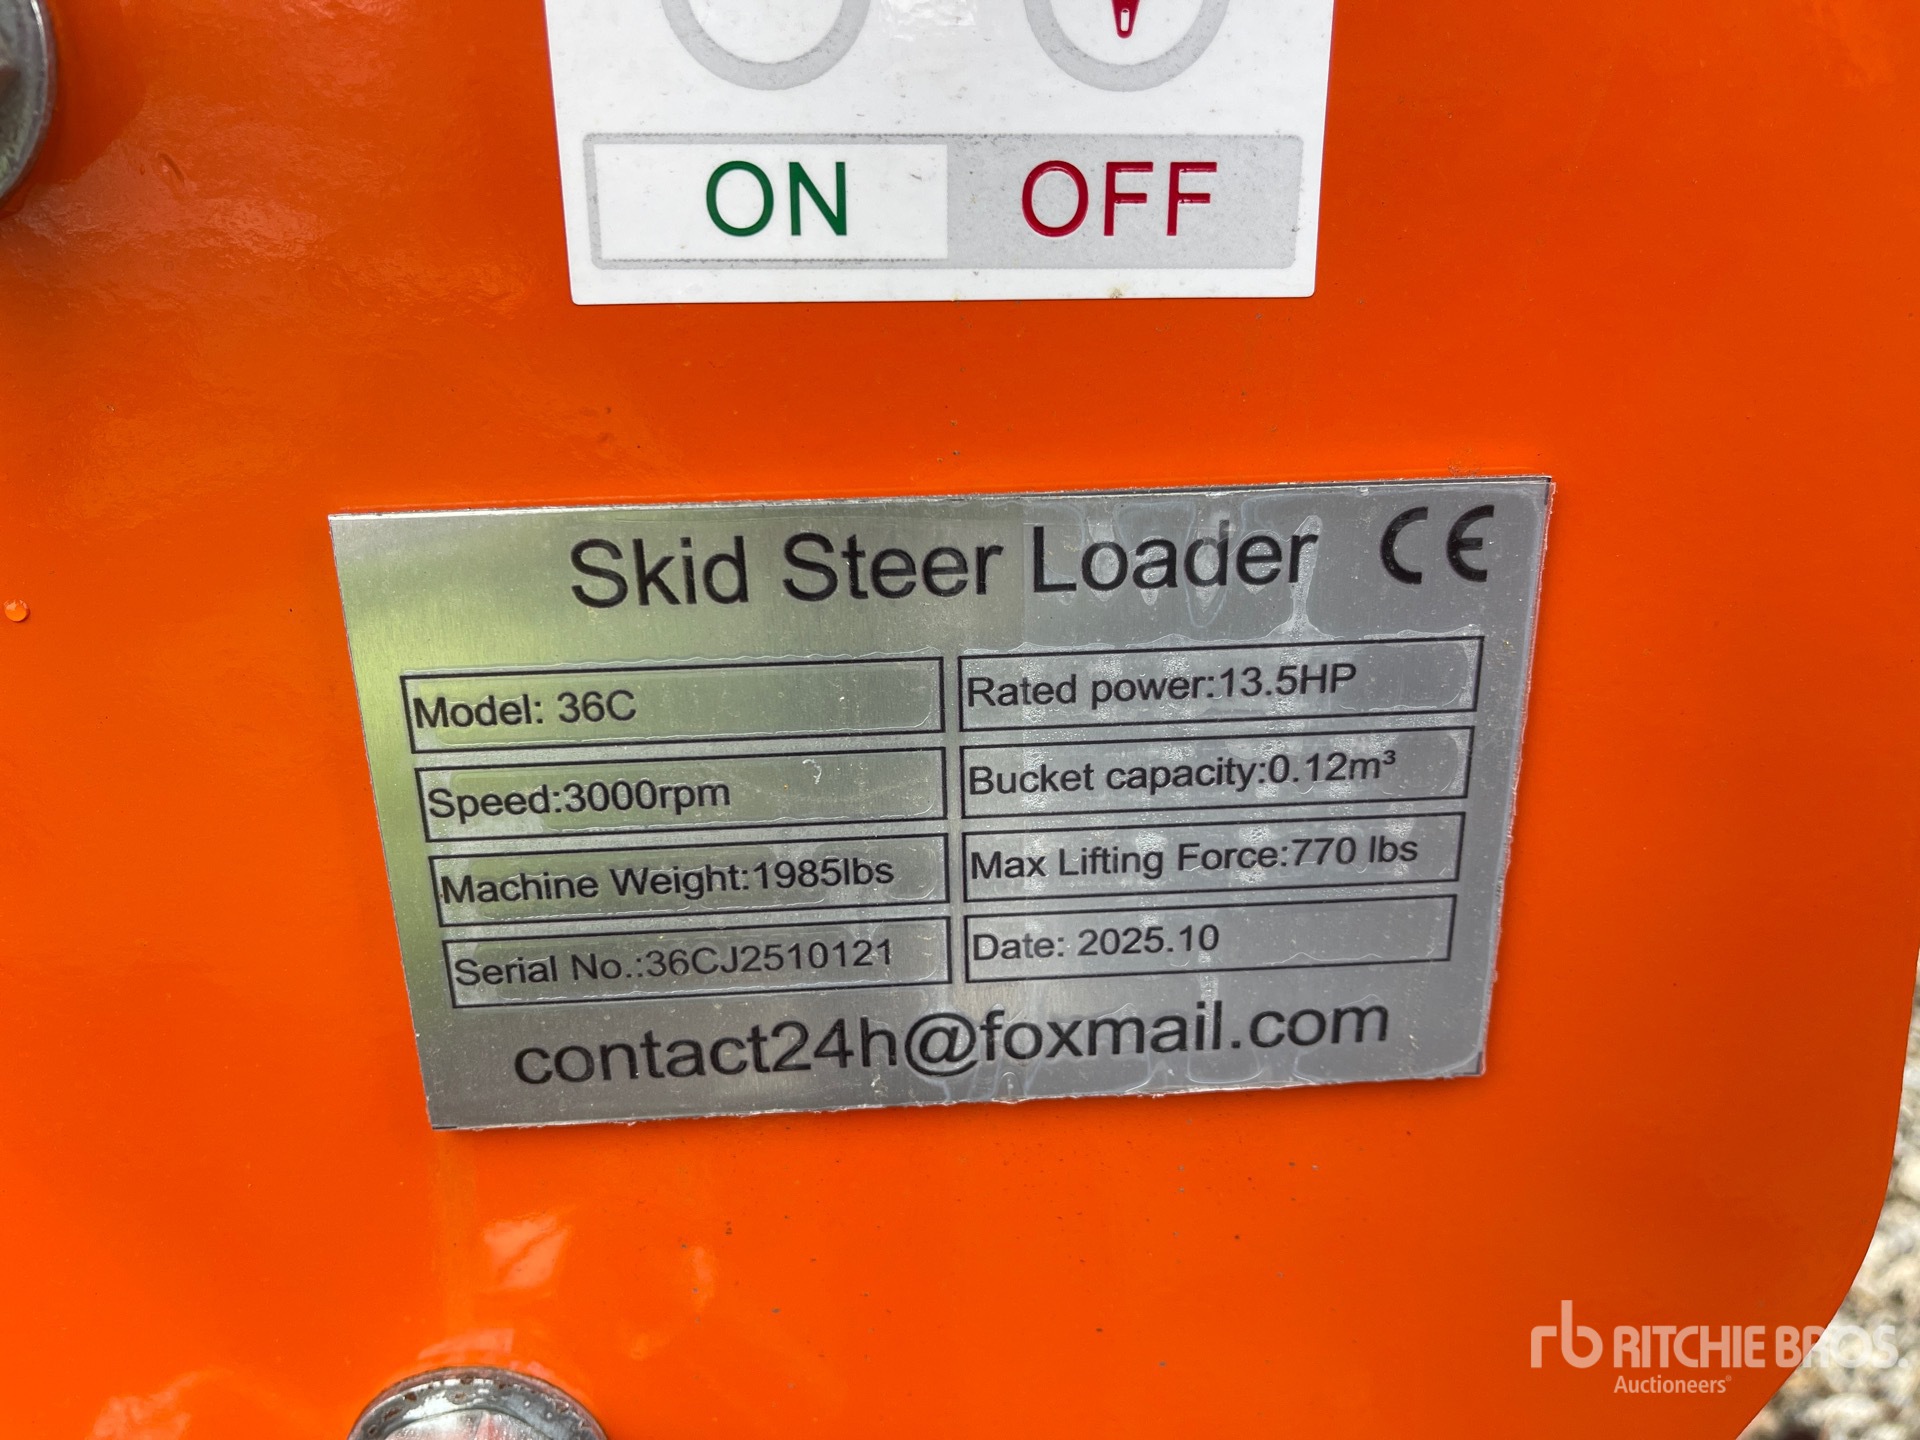 ON OFF
Skid Steer Loader CE
Model: 36C
Rated power:13.5HP
Speed:3000rpm
Bucket capacity:0.12m³
Machine Weight:1985lbs
Max Lifting Force:770 lbs
Serial No.:36CJ2510121
Date: 2025.10
contact24h@foxmail.com
rb RITCHIE BROS.
Auctioneers®